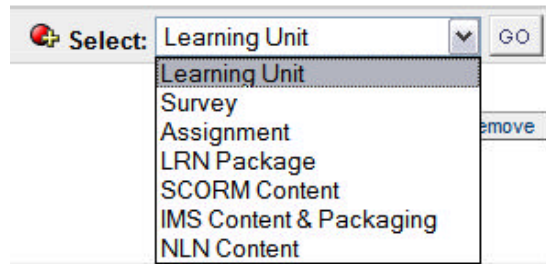 Select: Learning Unit GO
Learning Unit
Survey
Assignment emove
LRN Package
SCORM Content
IMS Content & Packaging
NLN Content